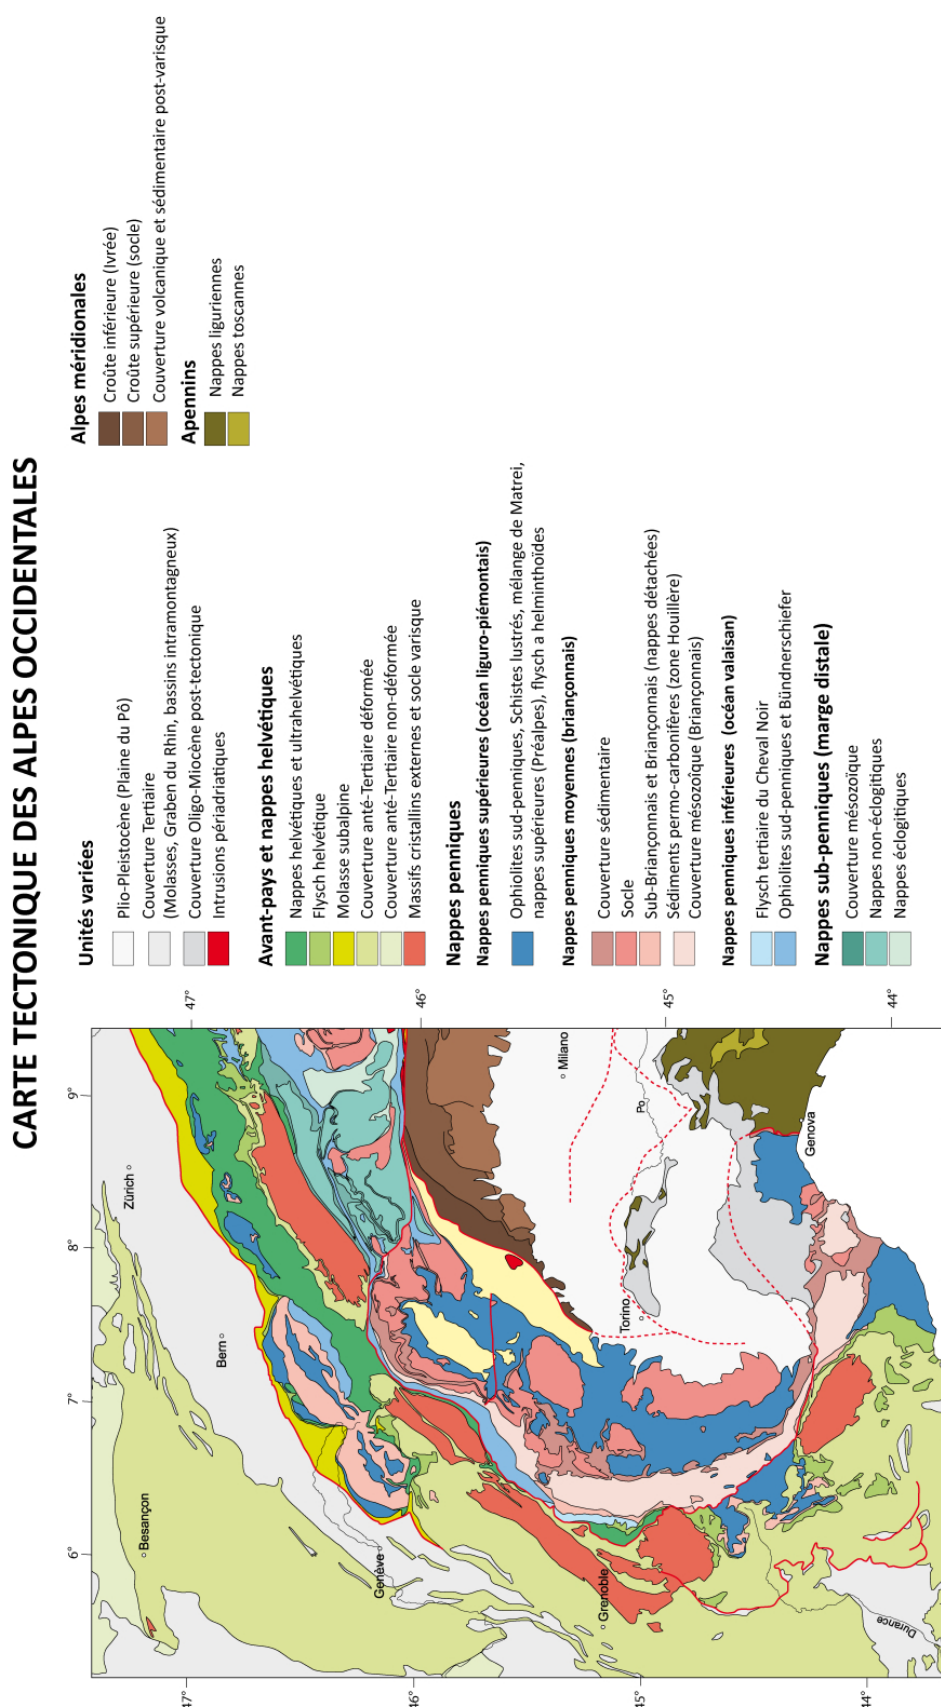 CARTE TECTONIQUE DES ALPES OCCIDENTALES
Unités variées
Plio-Pleistocène (Plaine du Pô)
Couverture Tertiaire
(Molasses, Graben du Rhin, bassins intramontagneux)
Couverture Oligo-Miocène post-tectonique
Intrusions périadriatiques
Avant-pays et nappes helvétiques
Nappes helvétiques et ultrahelvétiques
Flysch helvétique
Molasse subalpine
Couverture anté-Tertiaire déformée
Couverture anté-Tertiaire non-déformée
Massifs cristallins externes et socle varisque
Nappes penniques
Nappes penniques supérieures (océan liguro-piémontais)
Ophiolites sud-penniques, Schistes lustrés, mélange de Matrei,
nappes supérieures (Préalpes), flysch a helminthoïdes
Nappes penniques moyennes (briançonnais)
Couverture sédimentaire
Socle
Sub-Briançonnais et Briançonnais (nappes détachées)
Sédiments permo-carbonifères (zone Houillère)
Couverture mésozoïque (Briançonnais)
Nappes penniques inférieures (océan valaisan)
Flysch tertiaire du Cheval Noir
Ophiolites sud-penniques et Bündnerschiefer
Nappes sub-penniques (marge distale)
Couverture mésozoïque
Nappes non-éclogitiques
Nappes éclogitiques
Alpes méridionales
Croûte inférieure (Ivrée)
Croûte supérieure (socle)
Couverture volcanique et sédimentaire post-varisque
Apennins
Nappes liguriennes
Nappes toscannes
47°
46°
45°
44°
6°
7°
8°
9°
Besançon
Bern
Zürich
Genève
Grenoble
Torino
Milano
Po
Genova
Durance
47°
46°
45°
44°